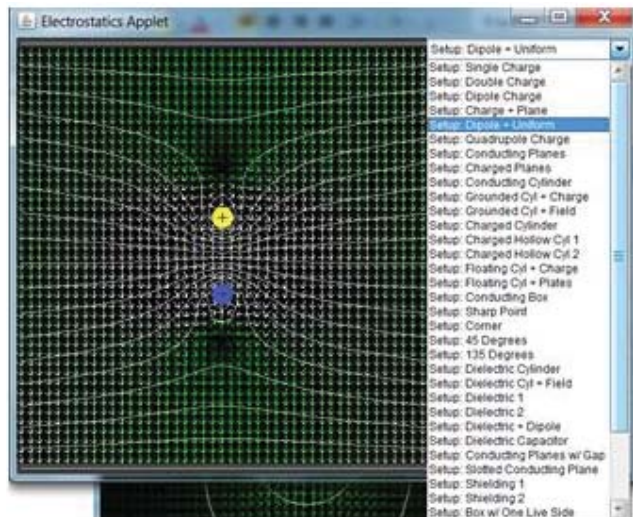 Electrostatics Applet
Setup: Dipole + Uniform
Setup: Single Charge
Setup: Double Charge
Setup: Dipole Charge
Setup: Charge + Plane
Setup: Dipole + Uniform
Setup: Quadrupole Charge
Setup: Conducting Planes
Setup: Charged Planes
Setup: Conducting Cylinder
Setup: Grounded Cyl + Charge
Setup: Grounded Cyl + Field
Setup: Charged Cylinder
Setup: Charged Hollow Cyl 1
Setup: Charged Hollow Cyl 2
Setup: Floating Cyl + Charge
Setup: Floating Cyl + Plates
Setup: Conducting Box
Setup: Sharp Point
Setup: Corner
Setup: 45 Degrees
Setup: 135 Degrees
Setup: Dielectric Cylinder
Setup: Dielectric Cyl + Field
Setup: Dielectric 1
Setup: Dielectric 2
Setup: Dielectric + Dipole
Setup: Dielectric Capacitor
Setup: Conducting Planes w/ Gap
Setup: Slotted Conducting Plane
Setup: Shielding 1
Setup: Shielding 2
Setup: Box w/ One Live Side